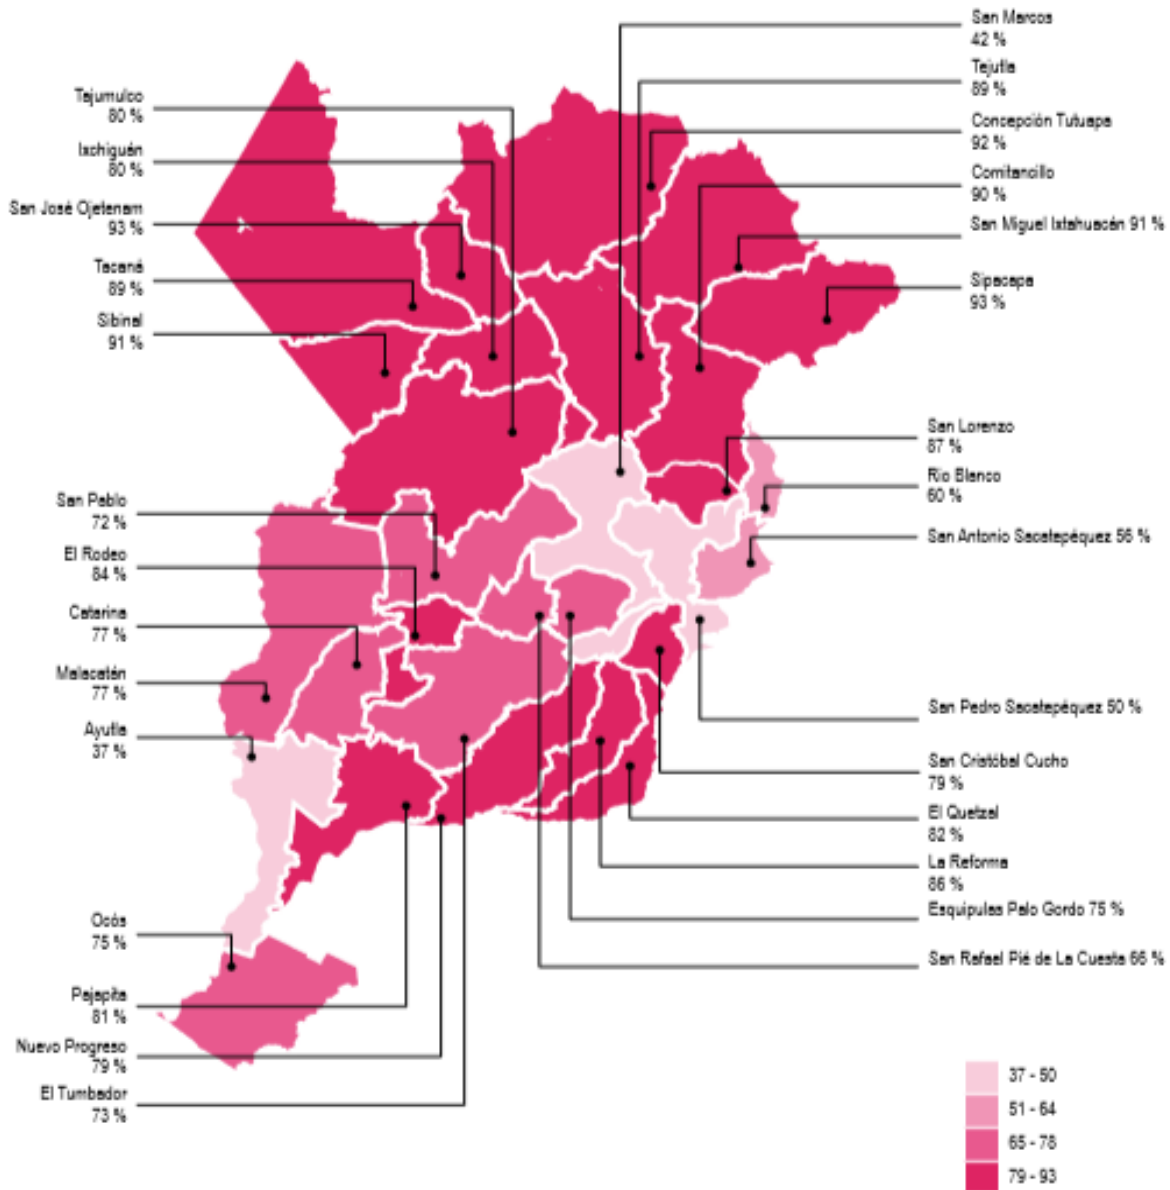 San Marcos
42 %
Tejutla
89 %
Concepción Tutuapa
92 %
Comitancillo
90 %
San Miguel Ixtahuacán 91 %
Sipacapa
93 %
Tajumulco
80 %
Ixchiguán
80 %
San José Ojetenam
93 %
Tacaná
89 %
Sibinal
91 %
San Lorenzo
87 %
Río Blanco
60 %
San Antonio Sacatepéquez 56 %
San Pablo
72 %
El Rodeo
84 %
Catarina
77 %
Malacatán
77 %
Ayutla
37 %
San Pedro Sacatepéquez 50 %
San Cristóbal Cucho
79 %
El Quetzal
82 %
La Reforma
86 %
Esquipulas Palo Gordo 75 %
San Rafael Pié de La Cuesta 66 %
Ocós
75 %
Pajapita
81 %
Nuevo Progreso
79 %
El Tumbador
73 %
37 - 50
51 - 64
65 - 78
79 - 93